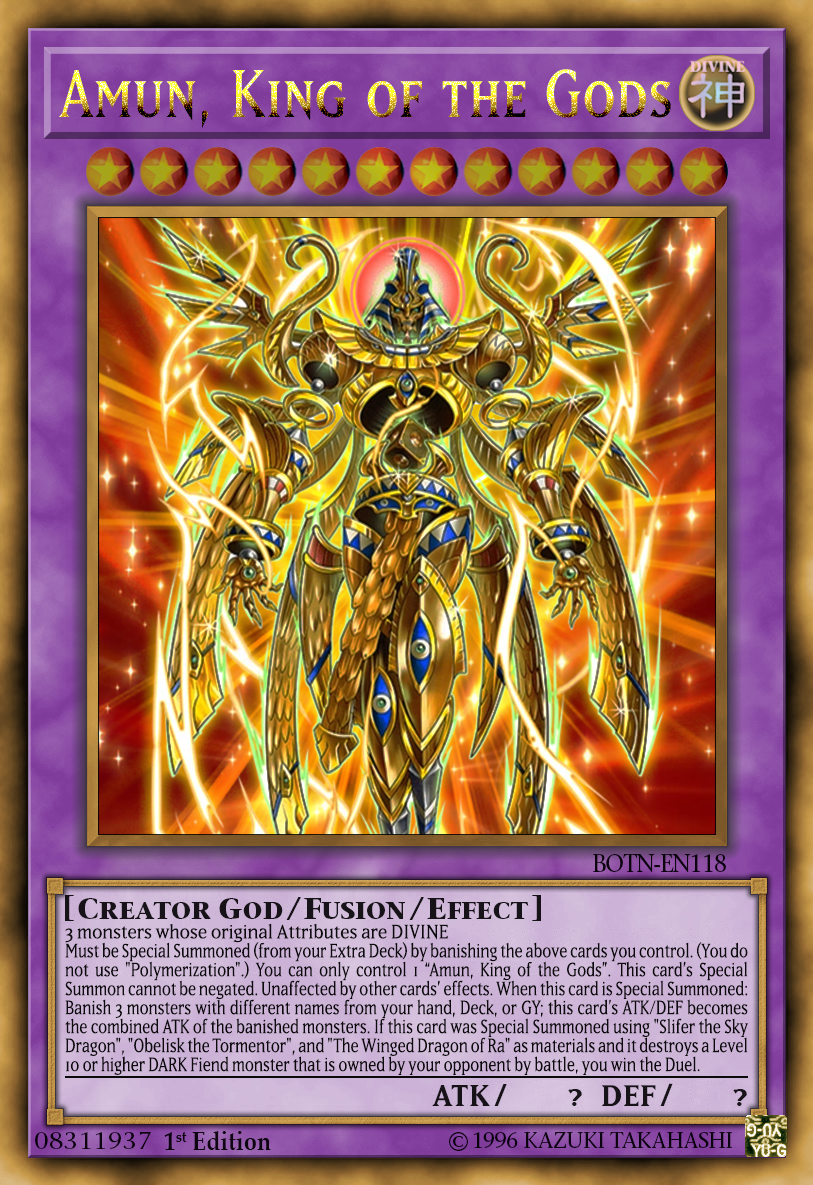 AMUN, KING OF THE GODS
DIVINE
神
BOTN-EN118
[CREATOR GOD/FUSION/EFFECT]
3 monsters whose original Attributes are DIVINE
Must be Special Summoned (from your Extra Deck) by banishing the above cards you control. (You do
not use "Polymerization".) You can only control 1 “Amun, King of the Gods”. This card's Special
Summon cannot be negated. Unaffected by other cards' effects. When this card is Special Summoned:
Banish 3 monsters with different names from your hand, Deck, or GY; this card's ATK/DEF becomes
the combined ATK of the banished monsters. If this card was Special Summoned using "Slifer the Sky
Dragon", "Obelisk the Tormentor", and "The Winged Dragon of Ra" as materials and it destroys a Level
10 or higher DARK Fiend monster that is owned by your opponent by battle, you win the Duel.
ATK/ ? DEF/ ?
08311937 1st Edition ©1996 KAZUKI TAKAHASHI
YU-G
YU-G